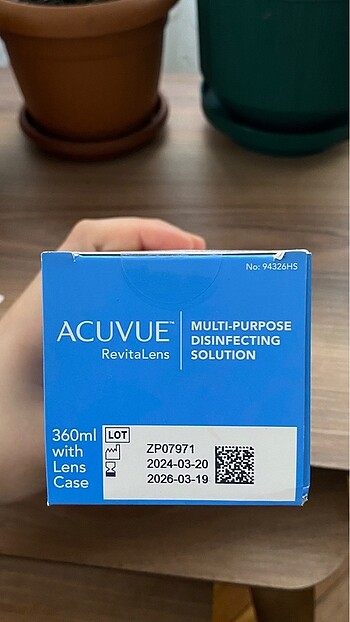 No: 94326HS
ACUVUE™
RevitaLens
MULTI-PURPOSE
DISINFECTING
SOLUTION
360ml
with
Lens
Case
LOT
ZP07971
2024-03-20
2026-03-19